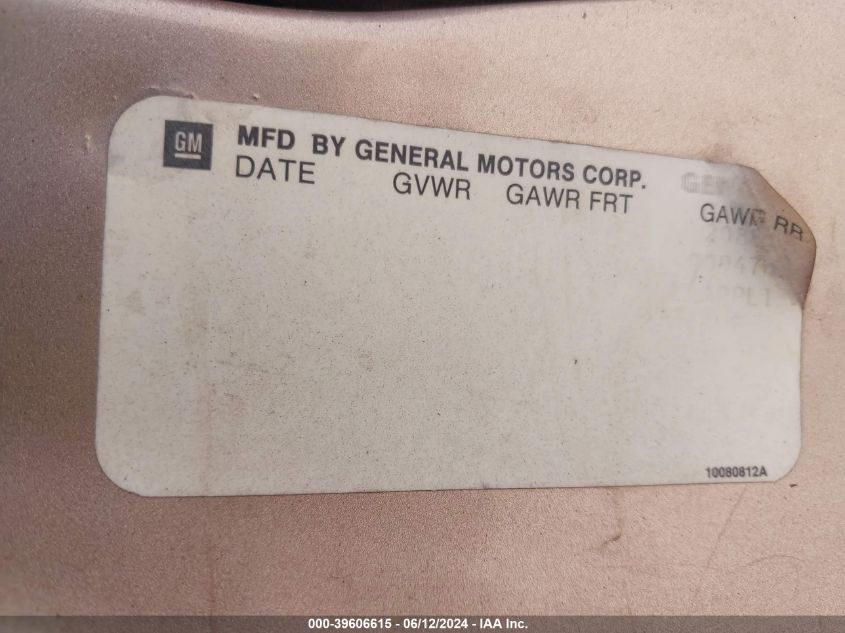 GM
MFD BY GENERAL MOTORS CORP.
DATE GVWR GAWR FRT GAWR RR
10080812A
000-39606615 - 06/12/2024 - IAA Inc.